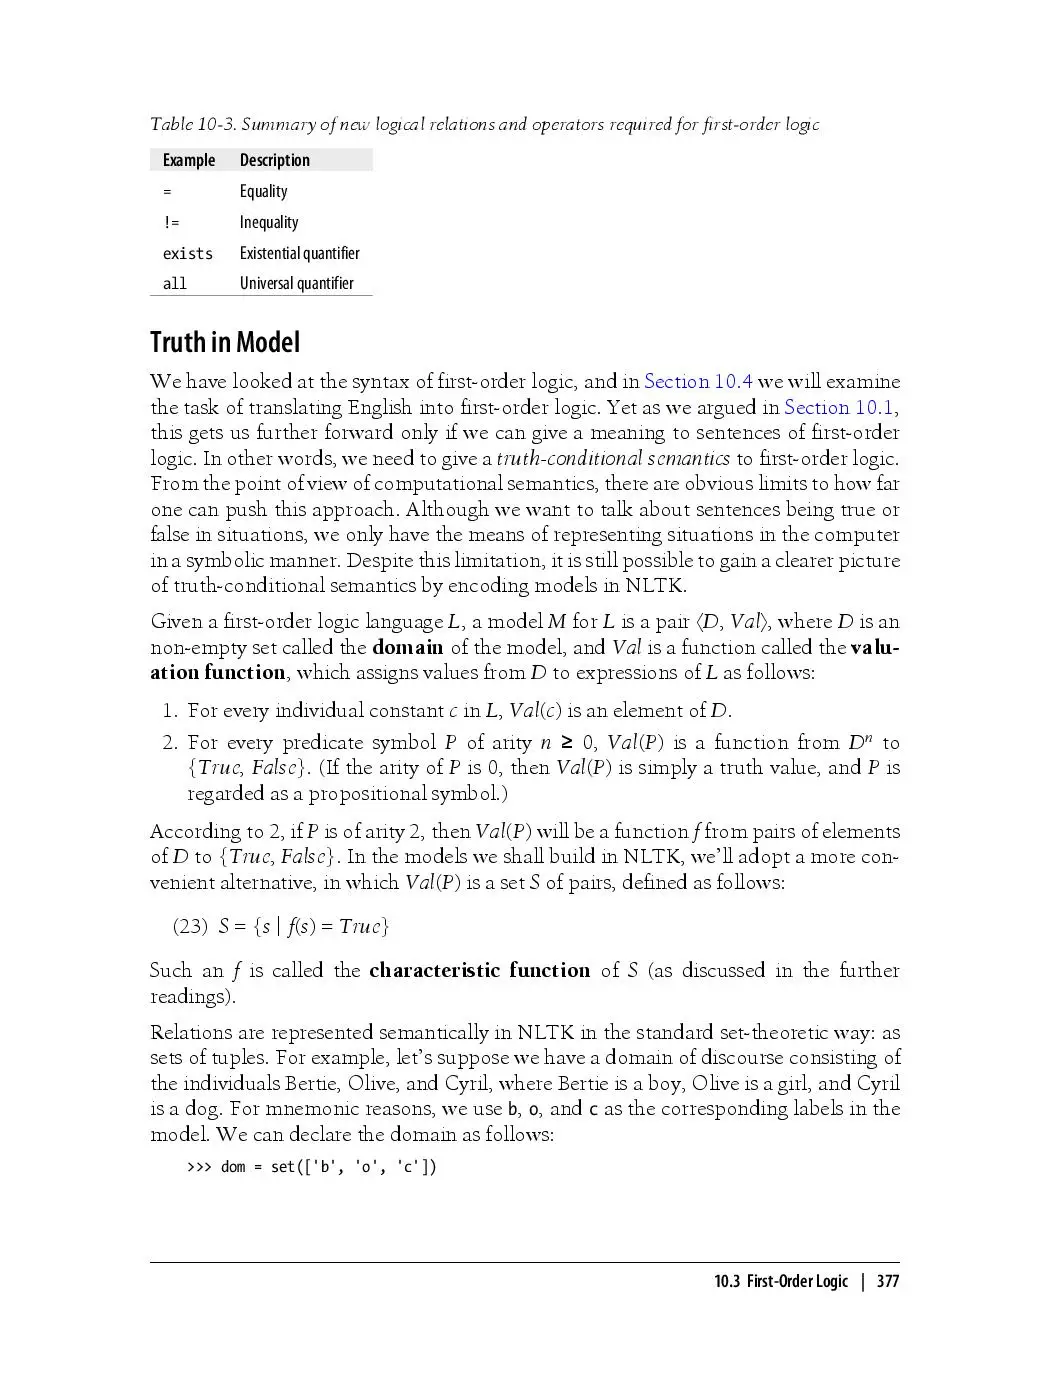 Table 10-3. Summary of new logical relations and operators required for first-order logic
Example Description
= Equality
!= Inequality
exists Existential quantifier
all Universal quantifier
Truth in Model
We have looked at the syntax of first-order logic, and in Section 10.4 we will examine
the task of translating English into first-order logic. Yet as we argued in Section 10.1,
this gets us further forward only if we can give a meaning to sentences of first-order
logic. In other words, we need to give a truth-conditional semantics to first-order logic.
From the point of view of computational semantics, there are obvious limits to how far
one can push this approach. Although we want to talk about sentences being true or
false in situations, we only have the means of representing situations in the computer
in a symbolic manner. Despite this limitation, it is still possible to gain a clearer picture
of truth-conditional semantics by encoding models in NLTK.
Given a first-order logic language L, a model M for L is a pair ⟨D, Val⟩, where D is an
non-empty set called the domain of the model, and Val is a function called the valu-
ation function, which assigns values from D to expressions of L as follows:
1. For every individual constant c in L, Val(c) is an element of D.
2. For every predicate symbol P of arity n ≥ 0, Val(P) is a function from Dⁿ to
{True, False}. (If the arity of P is 0, then Val(P) is simply a truth value, and P is
regarded as a propositional symbol.)
According to 2, if P is of arity 2, then Val(P) will be a function f from pairs of elements
of D to {True, False}. In the models we shall build in NLTK, we'll adopt a more con-
venient alternative, in which Val(P) is a set S of pairs, defined as follows:
(23) S = {s | f(s) = True}
Such an f is called the characteristic function of S (as discussed in the further
readings).
Relations are represented semantically in NLTK in the standard set-theoretic way: as
sets of tuples. For example, let's suppose we have a domain of discourse consisting of
the individuals Bertie, Olive, and Cyril, where Bertie is a boy, Olive is a girl, and Cyril
is a dog. For mnemonic reasons, we use b, o, and c as the corresponding labels in the
model. We can declare the domain as follows:
>>> dom = set(['b', 'o', 'c'])
10.3 First-Order Logic | 377